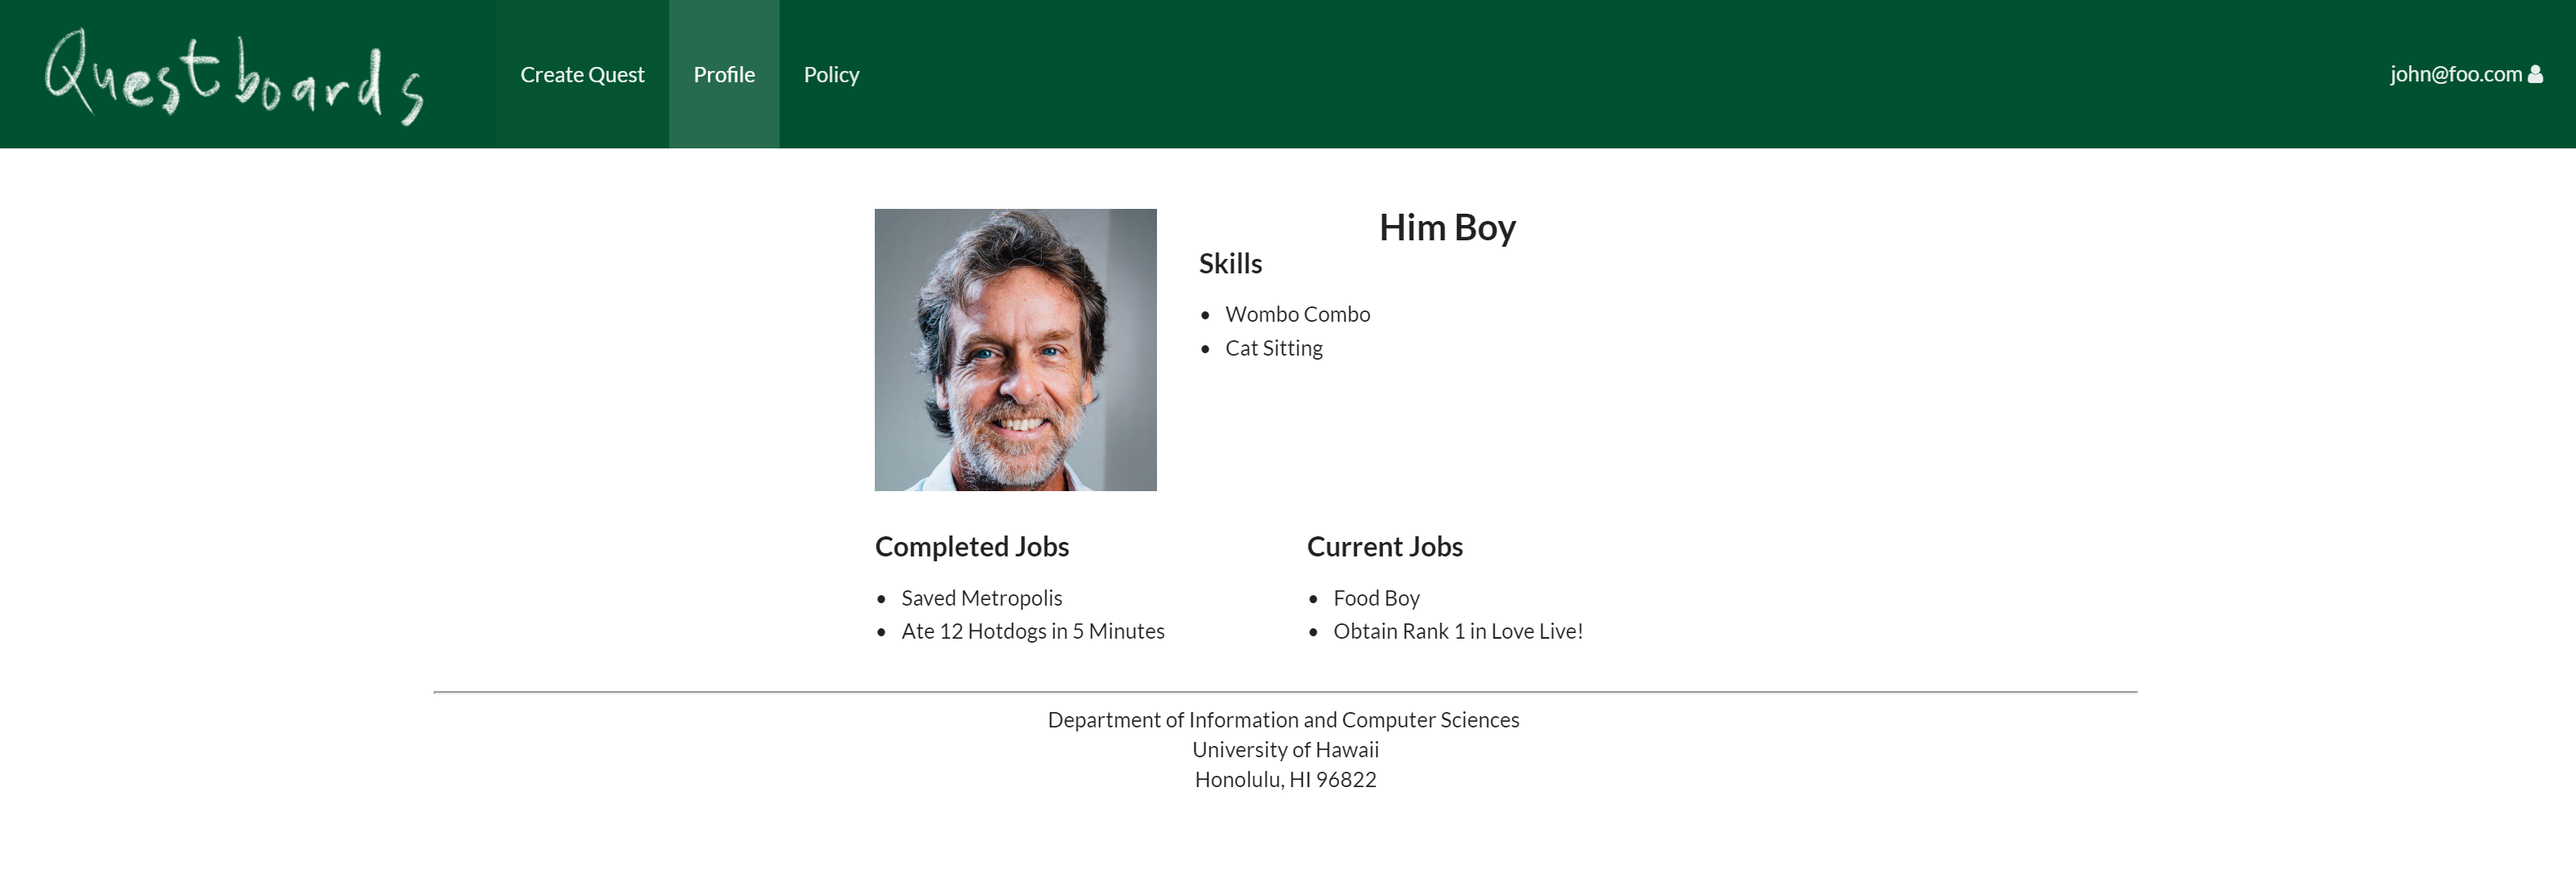 Questboards
Create Quest
Profile
Policy
john@foo.com
Him Boy
Skills
• Wombo Combo
• Cat Sitting
Completed Jobs
• Saved Metropolis
• Ate 12 Hotdogs in 5 Minutes
Current Jobs
• Food Boy
• Obtain Rank 1 in Love Live!
Department of Information and Computer Sciences
University of Hawaii
Honolulu, HI 96822